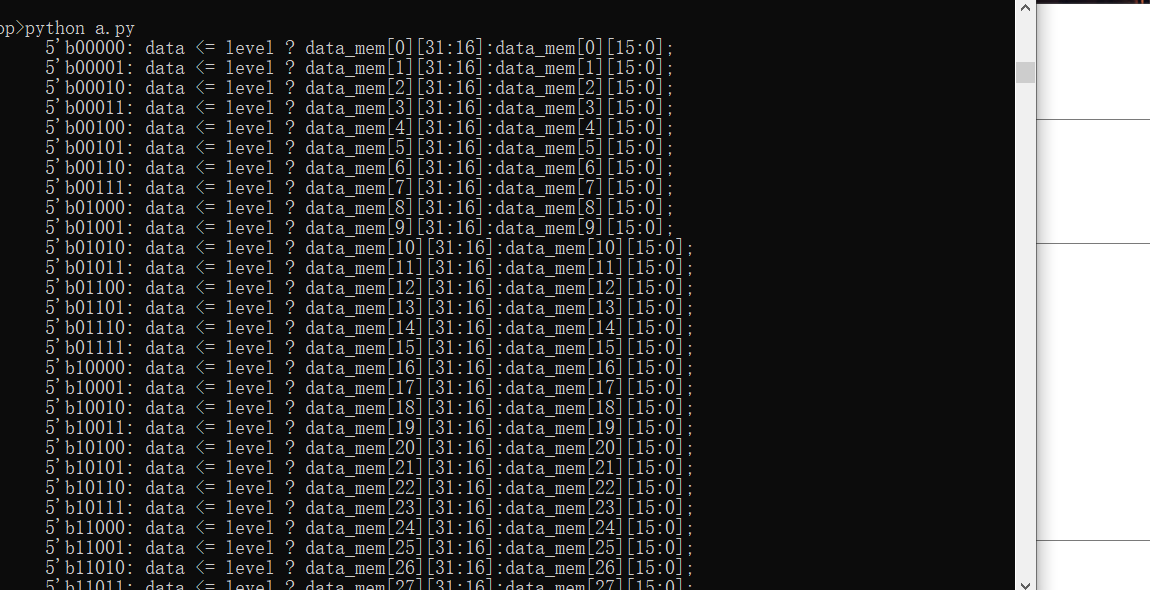 op>python a.py
5'b00000: data <= level ? data_mem[0][31:16]:data_mem[0][15:0];
5'b00001: data <= level ? data_mem[1][31:16]:data_mem[1][15:0];
5'b00010: data <= level ? data_mem[2][31:16]:data_mem[2][15:0];
5'b00011: data <= level ? data_mem[3][31:16]:data_mem[3][15:0];
5'b00100: data <= level ? data_mem[4][31:16]:data_mem[4][15:0];
5'b00101: data <= level ? data_mem[5][31:16]:data_mem[5][15:0];
5'b00110: data <= level ? data_mem[6][31:16]:data_mem[6][15:0];
5'b00111: data <= level ? data_mem[7][31:16]:data_mem[7][15:0];
5'b01000: data <= level ? data_mem[8][31:16]:data_mem[8][15:0];
5'b01001: data <= level ? data_mem[9][31:16]:data_mem[9][15:0];
5'b01010: data <= level ? data_mem[10][31:16]:data_mem[10][15:0];
5'b01011: data <= level ? data_mem[11][31:16]:data_mem[11][15:0];
5'b01100: data <= level ? data_mem[12][31:16]:data_mem[12][15:0];
5'b01101: data <= level ? data_mem[13][31:16]:data_mem[13][15:0];
5'b01110: data <= level ? data_mem[14][31:16]:data_mem[14][15:0];
5'b01111: data <= level ? data_mem[15][31:16]:data_mem[15][15:0];
5'b10000: data <= level ? data_mem[16][31:16]:data_mem[16][15:0];
5'b10001: data <= level ? data_mem[17][31:16]:data_mem[17][15:0];
5'b10010: data <= level ? data_mem[18][31:16]:data_mem[18][15:0];
5'b10011: data <= level ? data_mem[19][31:16]:data_mem[19][15:0];
5'b10100: data <= level ? data_mem[20][31:16]:data_mem[20][15:0];
5'b10101: data <= level ? data_mem[21][31:16]:data_mem[21][15:0];
5'b10110: data <= level ? data_mem[22][31:16]:data_mem[22][15:0];
5'b10111: data <= level ? data_mem[23][31:16]:data_mem[23][15:0];
5'b11000: data <= level ? data_mem[24][31:16]:data_mem[24][15:0];
5'b11001: data <= level ? data_mem[25][31:16]:data_mem[25][15:0];
5'b11010: data <= level ? data_mem[26][31:16]:data_mem[26][15:0];
5'b11011: data <= level ? data_mem[27][31:16]:data_mem[27][15:0];